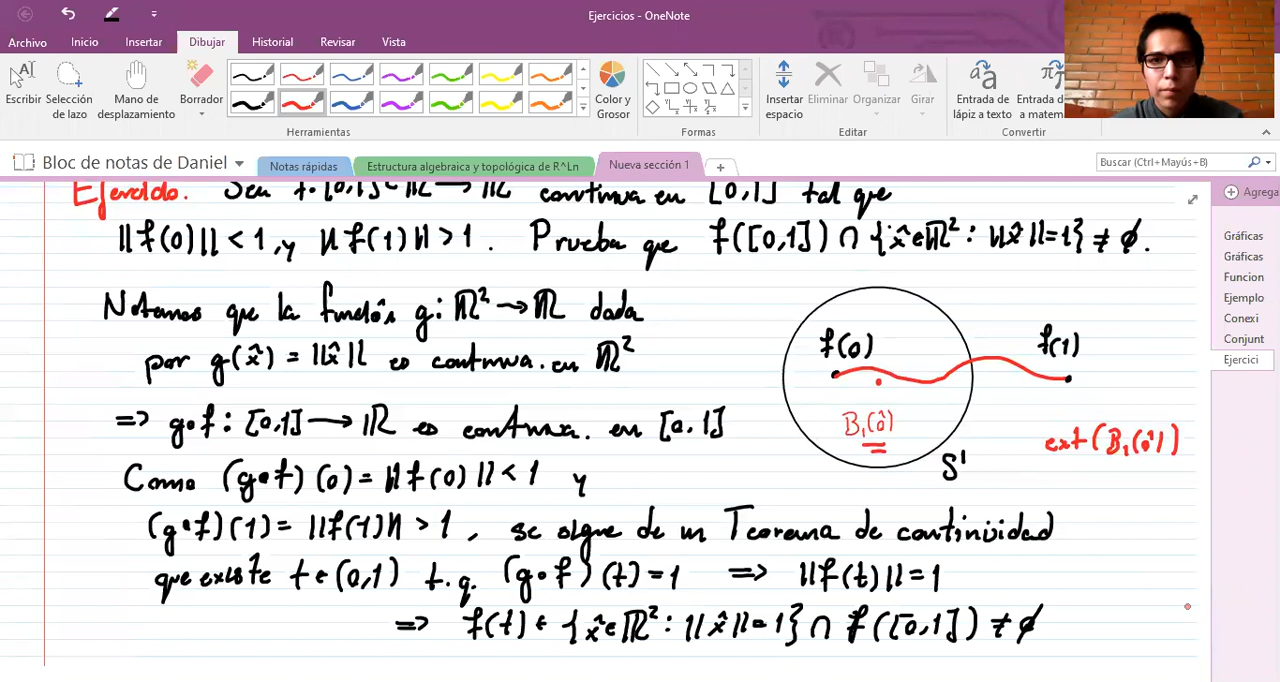 Ejercicios - OneNote
Archivo Inicio Insertar Dibujar Historial Revisar Vista
Escribir Selección de lazo Mano de desplazamiento Borrador Color y Grosor Insertar espacio Eliminar Organizar Girar Entrada de lápiz a texto Entrada de a matem
Herramientas Formas Editar Convertir
Bloc de notas de Daniel Notas rápidas Estructura algebraica y topológica de R^Ln Nueva sección 1 Buscar (Ctrl+Mayús+B)
Agrega
Gráficas
Gráficas
Funcion
Ejemplo
Conexi
Conjunt
Ejercici
Ejercicio. Sea f: [0,1] ⊂ ℝ → ℝ continua en [0,1] tal que
||f(0)|| < 1, y ||f(1)|| > 1. Prueba que f([0,1]) ∩ {x̂ ∈ ℝ² : ||x̂|| = 1} ≠ ∅.
Notamos que la función g: ℝ² → ℝ dada
por g(x̂) = ||x̂|| es continua en ℝ²
⇒ g∘f : [0,1] → ℝ es continua. en [0,1]
Como (g∘f)(0) = ||f(0)|| < 1 y
(g∘f)(1) = ||f(1)|| > 1, se sigue de un Teorema de continuidad
que existe t ∈ (0,1) t.q. (g∘f)(t) = 1 ⇒ ||f(t)|| = 1
⇒ f(t) ∈ {x̂ ∈ ℝ² : ||x̂|| = 1} ∩ f([0,1]) ≠ ∅
f(0) f(1)
B₁(ô)
ext(B₁(ô))
S¹